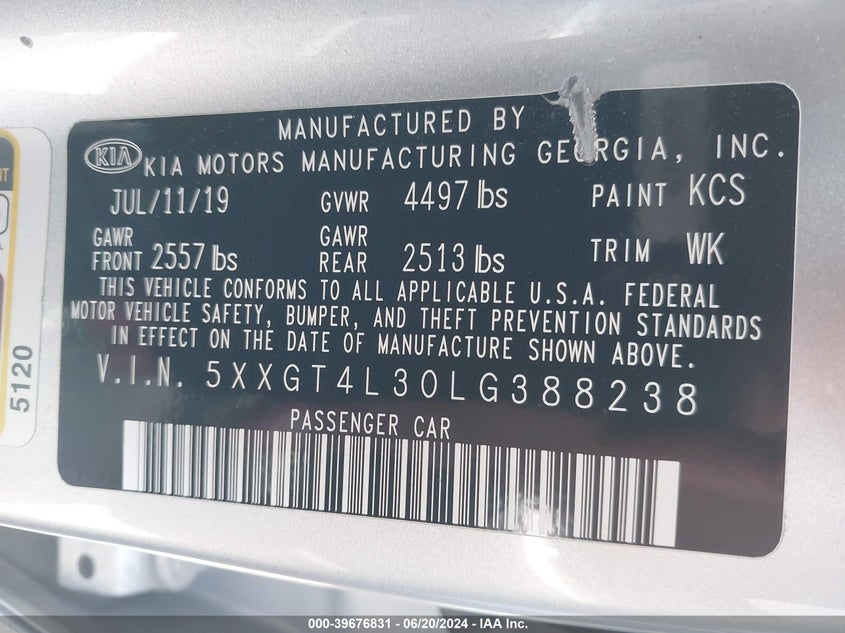 MANUFACTURED BY
KIA KIA MOTORS MANUFACTURING GEORGIA, INC.
JUL/11/19 GVWR 4497 lbs PAINT KCS
GAWR FRONT 2557 lbs GAWR REAR 2513 lbs TRIM WK
THIS VEHICLE CONFORMS TO ALL APPLICABLE U.S.A. FEDERAL
MOTOR VEHICLE SAFETY, BUMPER, AND THEFT PREVENTION STANDARDS
IN EFFECT ON THE DATE OF MANUFACTURE SHOWN ABOVE.
V.I.N. 5XXGT4L30LG388238
PASSENGER CAR
5120
000-39676831 - 06/20/2024 - IAAI.com